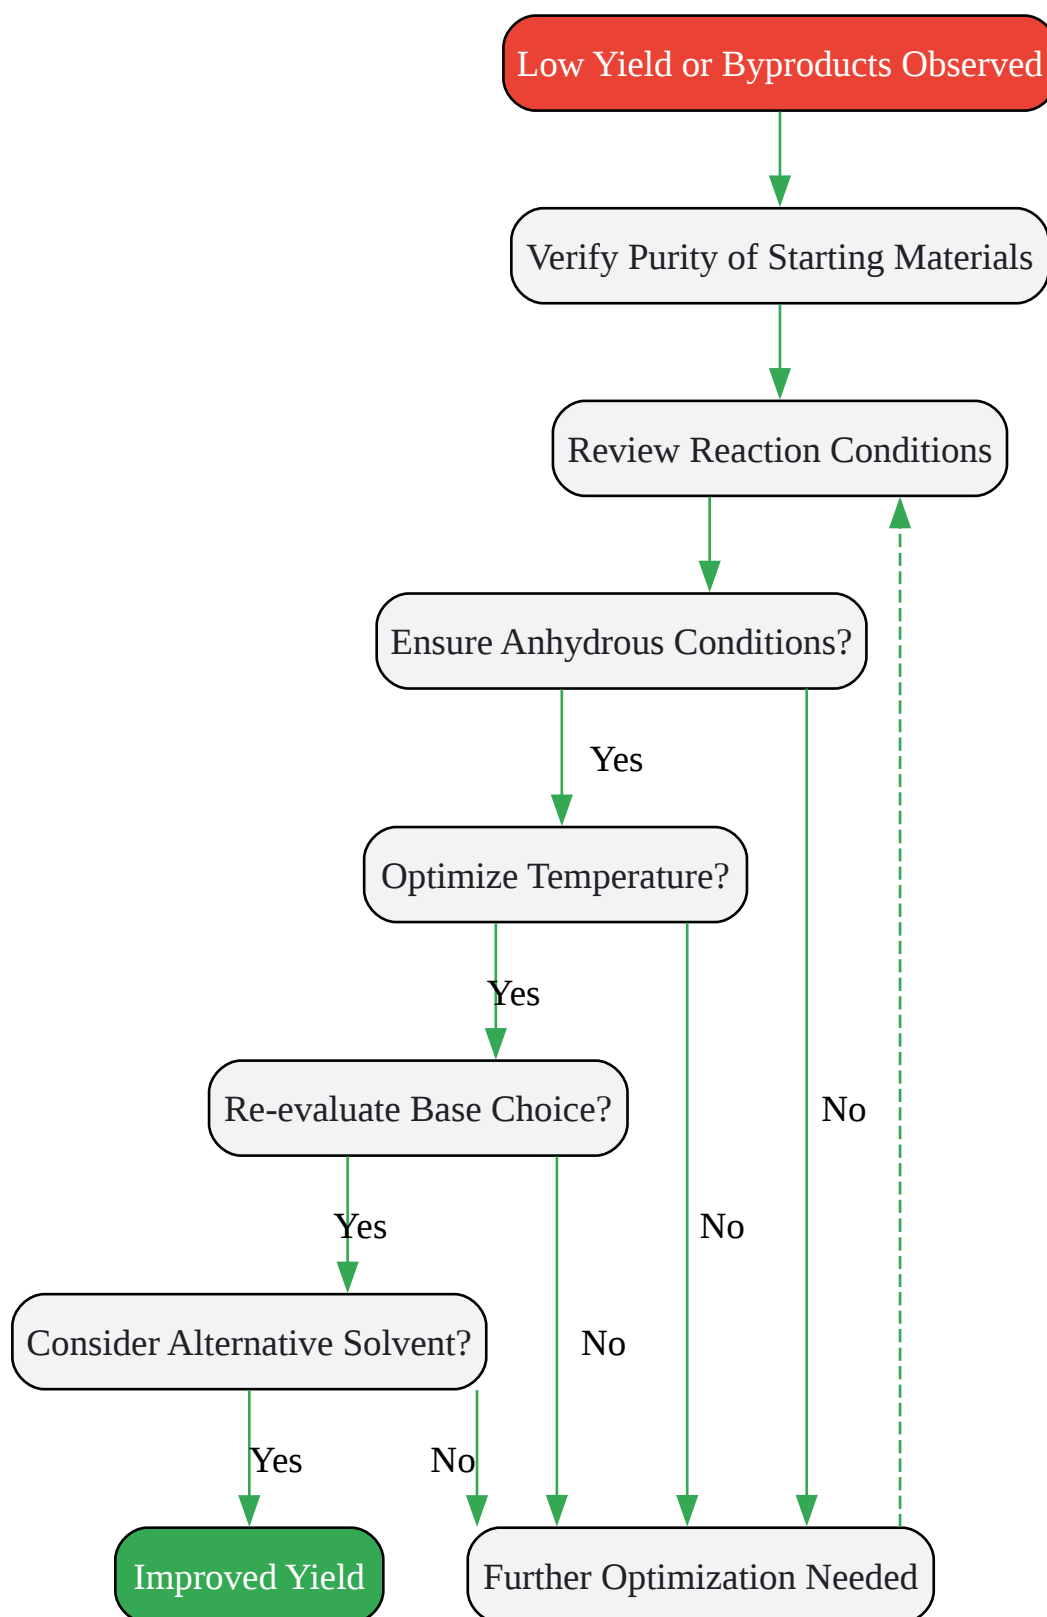 Low Yield or Byproducts Observed
Verify Purity of Starting Materials
Review Reaction Conditions
Ensure Anhydrous Conditions?
Yes
Optimize Temperature?
Yes
Re-evaluate Base Choice?
No
Yes
No
Consider Alternative Solvent?
No
Yes
No
Improved Yield
Further Optimization Needed